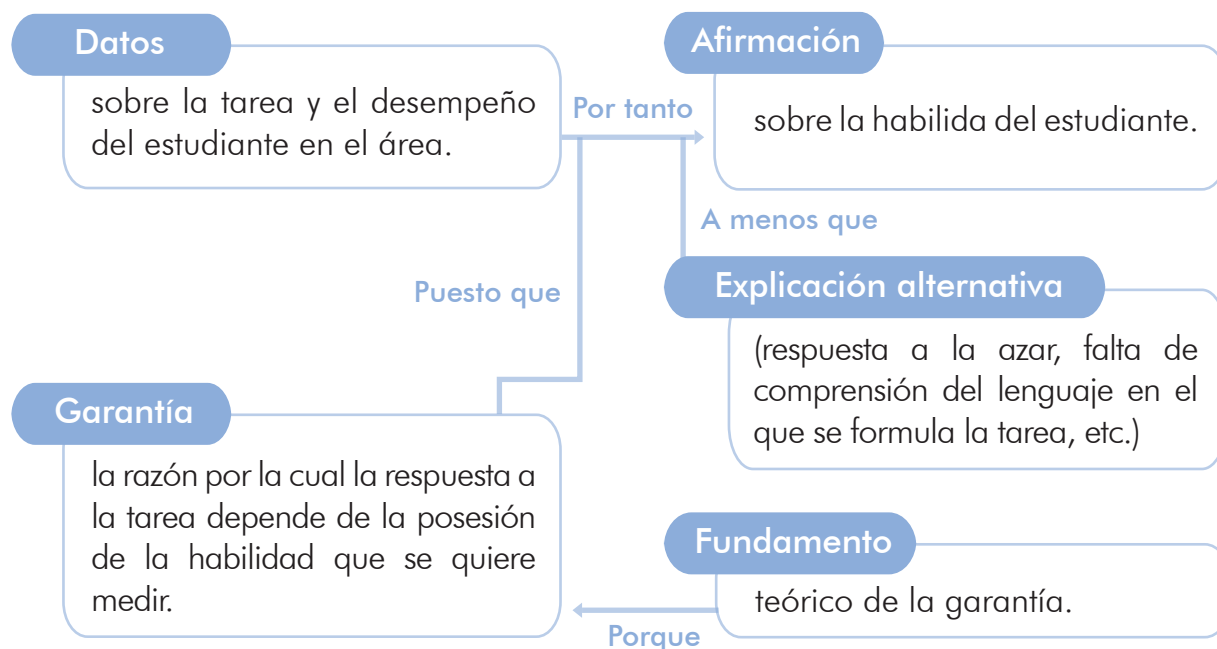 Datos
sobre la tarea y el desempeño
del estudiante en el área.
Por tanto
Afirmación
sobre la habilida del estudiante.
A menos que
Explicación alternativa
(respuesta a la azar, falta de
comprensión del lenguaje en el
que se formula la tarea, etc.)
Puesto que
Garantía
la razón por la cual la respuesta a
la tarea depende de la posesión
de la habilidad que se quiere
medir.
Fundamento
teórico de la garantía.
Porque